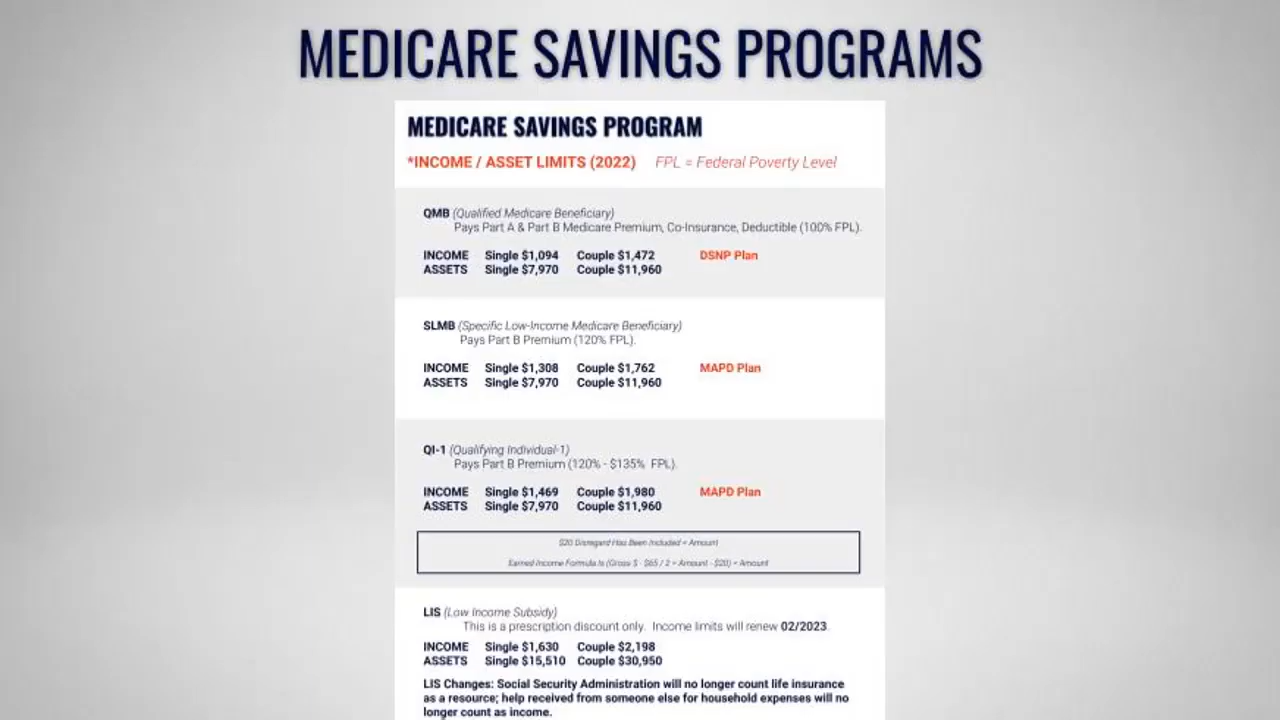 MEDICARE SAVINGS PROGRAMS
MEDICARE SAVINGS PROGRAM
*INCOME / ASSET LIMITS (2022) FPL = Federal Poverty Level
QMB (Qualified Medicare Beneficiary)
Pays Part A & Part B Medicare Premium, Co-Insurance, Deductible (100% FPL).
INCOME Single $1,094 Couple $1,472 DSNP Plan
ASSETS Single $7,970 Couple $11,960
SLMB (Specific Low-Income Medicare Beneficiary)
Pays Part B Premium (120% FPL).
INCOME Single $1,308 Couple $1,762 MAPD Plan
ASSETS Single $7,970 Couple $11,960
QI-1 (Qualifying Individual-1)
Pays Part B Premium (120% - $135% FPL).
INCOME Single $1,469 Couple $1,980 MAPD Plan
ASSETS Single $7,970 Couple $11,960
$20 Disregard Has Been Included = Amount
Earned Income Formula Is (Gross $ - $65 / 2 = Amount - $20) = Amount
LIS (Low Income Subsidy)
This is a prescription discount only. Income limits will renew 02/2023.
INCOME Single $1,630 Couple $2,198
ASSETS Single $15,510 Couple $30,950
LIS Changes: Social Security Administration will no longer count life insurance
as a resource; help received from someone else for household expenses will no
longer count as income.